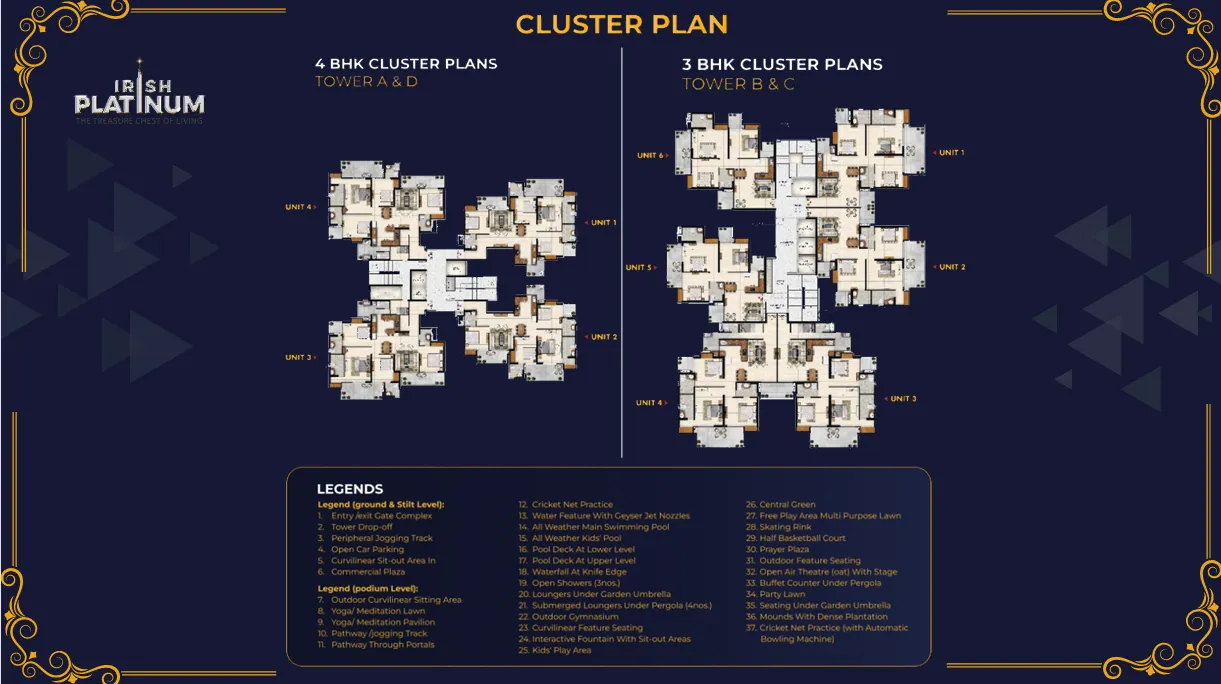 CLUSTER PLAN
IRISH
PLATINUM
THE TREASURE CHEST OF LIVING
4 BHK CLUSTER PLANS
TOWER A & D
UNIT 4
UNIT 1
UNIT 3
UNIT 2
3 BHK CLUSTER PLANS
TOWER B & C
UNIT 6
UNIT 1
UNIT 5
UNIT 2
UNIT 4
UNIT 3
LEGENDS
Legend (ground & Stilt Level):
1. Entry /exit Gate Complex
2. Tower Drop-off
3. Peripheral Jogging Track
4. Open Car Parking
5. Curvilinear Sit-out Area In
6. Commercial Plaza
Legend (podium Level):
7. Outdoor Curvilinear Sitting Area
8. Yoga/ Meditation Lawn
9. Yoga/ Meditation Pavilion
10. Pathway /jogging Track
11. Pathway Through Portals
12. Cricket Net Practice
13. Water Feature With Geyser Jet Nozzles
14. All Weather Main Swimming Pool
15. All Weather Kids' Pool
16. Pool Deck At Lower Level
17. Pool Deck At Upper Level
18. Waterfall At Knife Edge
19. Open Showers (3nos.)
20. Loungers Under Garden Umbrella
21. Submerged Loungers Under Pergola (4nos.)
22. Outdoor Gymnasium
23. Curvilinear Feature Seating
24. Interactive Fountain With Sit-out Areas
25. Kids' Play Area
26. Central Green
27. Free Play Area Multi Purpose Lawn
28. Skating Rink
29. Half Basketball Court
30. Prayer Plaza
31. Outdoor Feature Seating
32. Open Air Theatre (oat) With Stage
33. Buffet Counter Under Pergola
34. Party Lawn
35. Seating Under Garden Umbrella
36. Mounds With Dense Plantation
37. Cricket Net Practice (with Automatic
Bowling Machine)